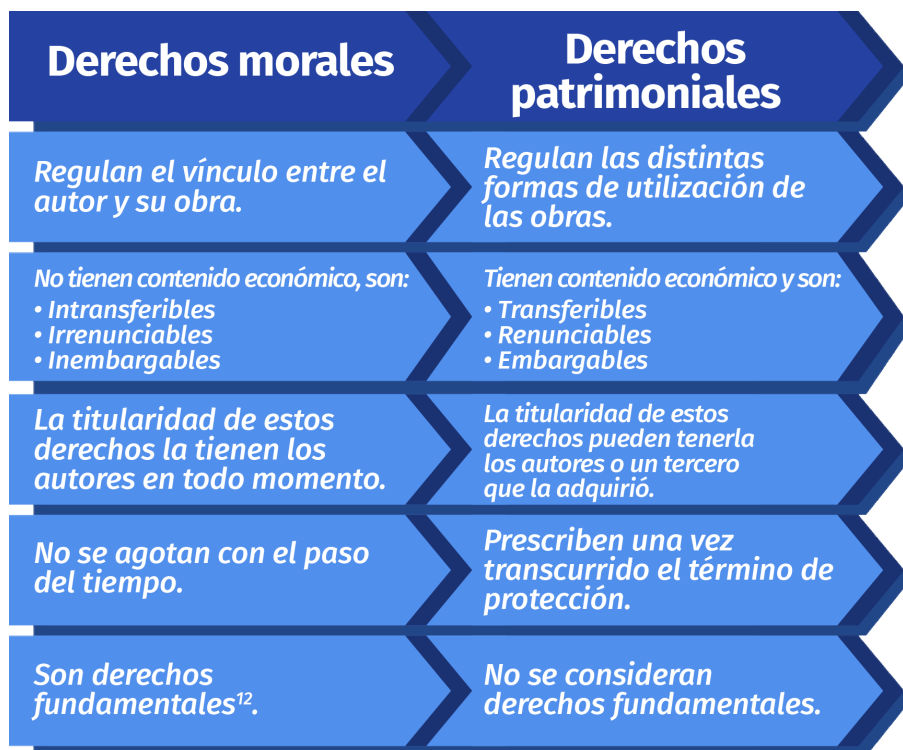 Derechos morales
Derechos
patrimoniales
Regulan el vínculo entre el
autor y su obra.
Regulan las distintas
formas de utilización de
las obras.
No tienen contenido económico, son:
• Intransferibles
• Irrenunciables
• Inembargables
Tienen contenido económico y son:
• Transferibles
• Renunciables
• Embargables
La titularidad de estos
derechos la tienen los
autores en todo momento.
La titularidad de estos
derechos pueden tenerla
los autores o un tercero
que la adquirió.
No se agotan con el paso
del tiempo.
Prescriben una vez
transcurrido el término de
protección.
Son derechos
fundamentales¹².
No se consideran
derechos fundamentales.